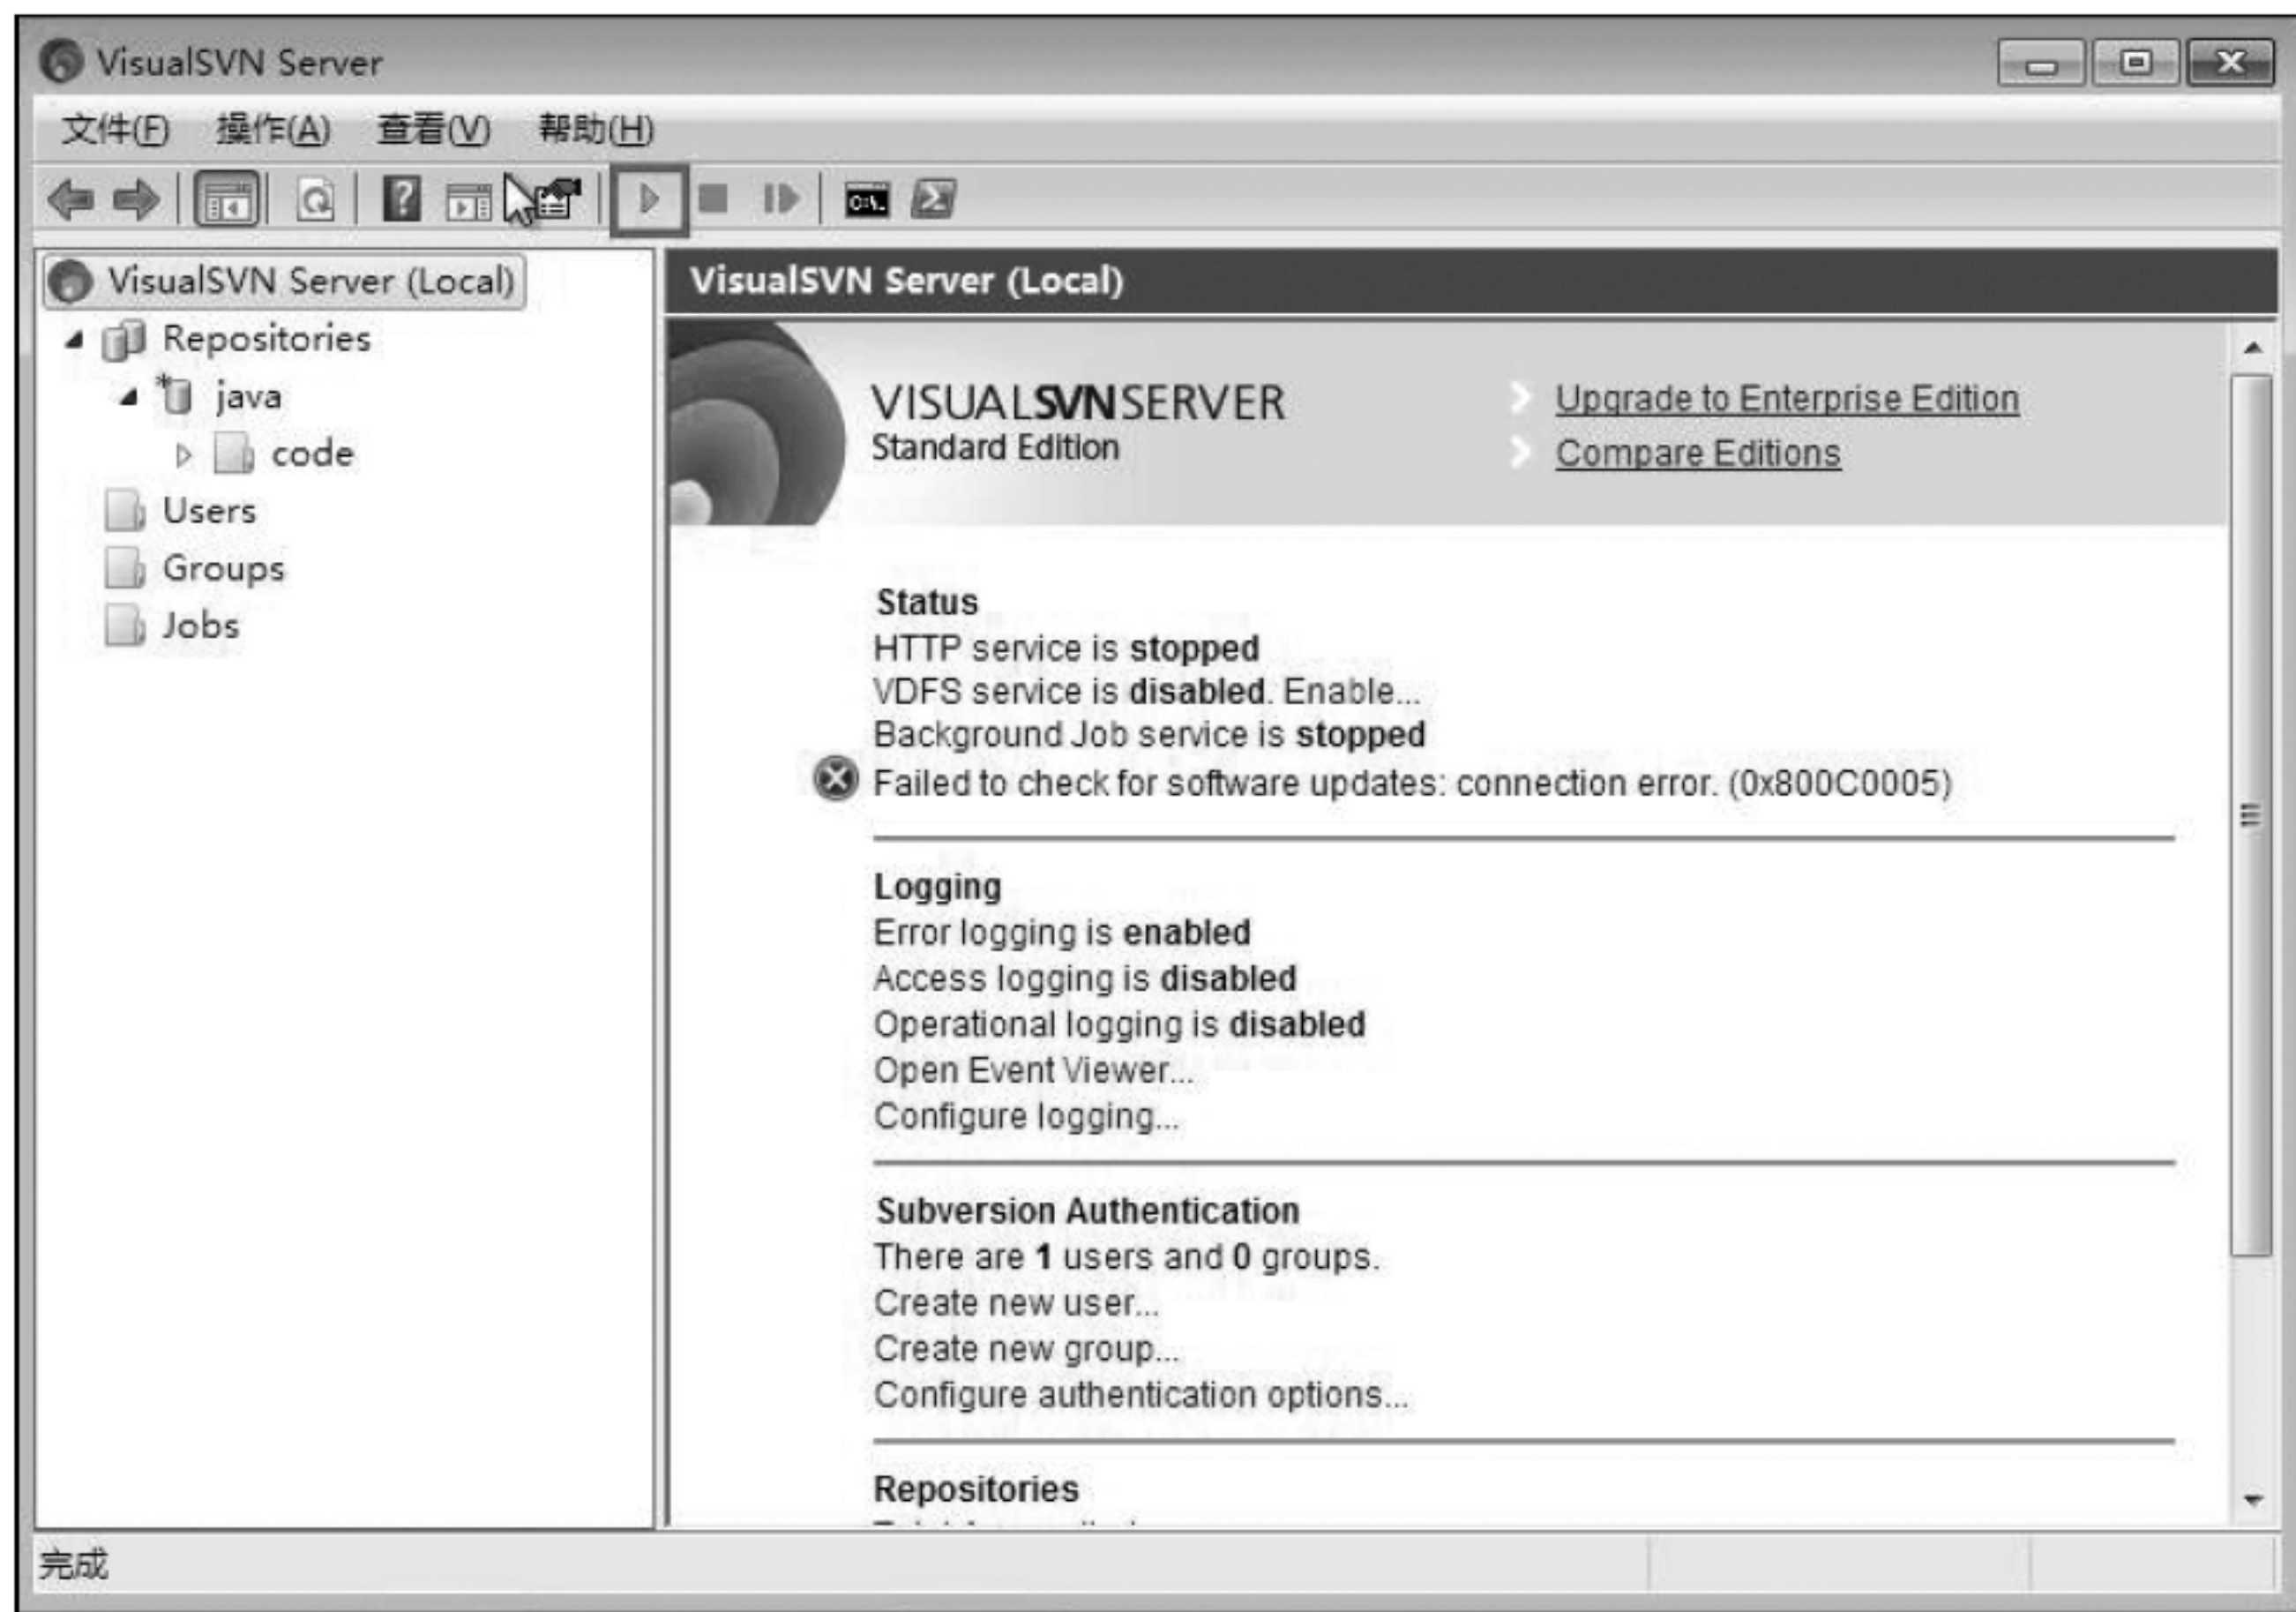 VisualSVN Server
文件(F) 操作(A) 查看(V) 帮助(H)
C:\.
VisualSVN Server (Local)
Repositories
java
code
Users
Groups
Jobs
VisualSVN Server (Local)
VISUALSVNSERVER
Standard Edition
Upgrade to Enterprise Edition
Compare Editions
Status
HTTP service is stopped
VDFS service is disabled. Enable...
Background Job service is stopped
Failed to check for software updates: connection error. (0x800C0005)
Logging
Error logging is enabled
Access logging is disabled
Operational logging is disabled
Open Event Viewer...
Configure logging...
Subversion Authentication
There are 1 users and 0 groups.
Create new user...
Create new group...
Configure authentication options...
Repositories
完成